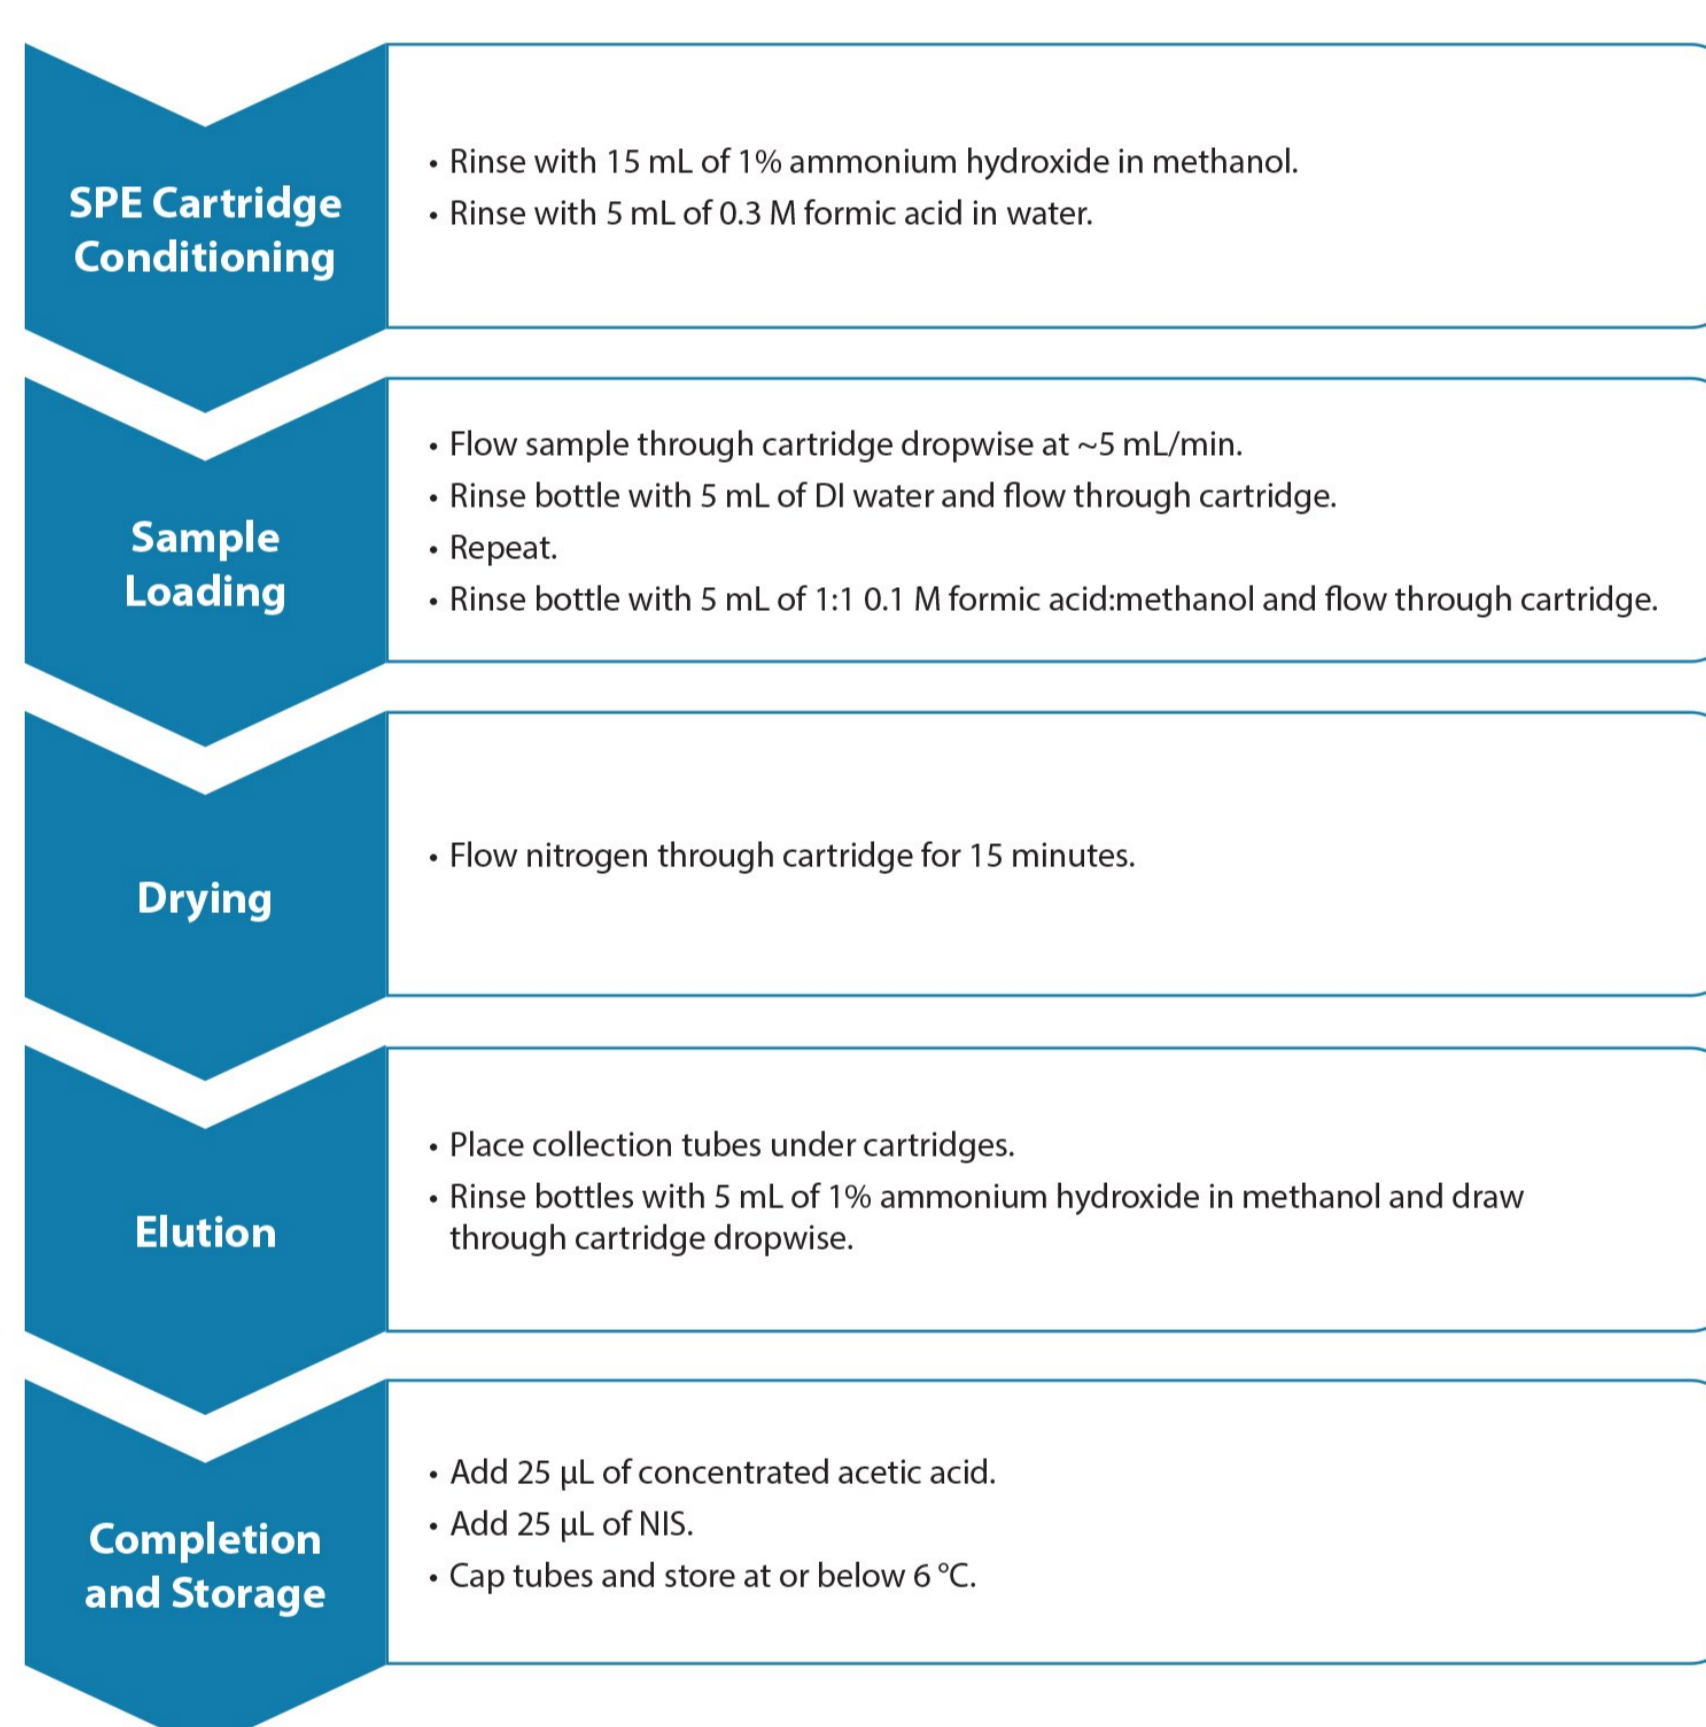 SPE Cartridge
Conditioning
• Rinse with 15 mL of 1% ammonium hydroxide in methanol.
• Rinse with 5 mL of 0.3 M formic acid in water.
Sample
Loading
• Flow sample through cartridge dropwise at ~5 mL/min.
• Rinse bottle with 5 mL of DI water and flow through cartridge.
• Repeat.
• Rinse bottle with 5 mL of 1:1 0.1 M formic acid:methanol and flow through cartridge.
Drying
• Flow nitrogen through cartridge for 15 minutes.
Elution
• Place collection tubes under cartridges.
• Rinse bottles with 5 mL of 1% ammonium hydroxide in methanol and draw
through cartridge dropwise.
Completion
and Storage
• Add 25 µL of concentrated acetic acid.
• Add 25 µL of NIS.
• Cap tubes and store at or below 6 °C.